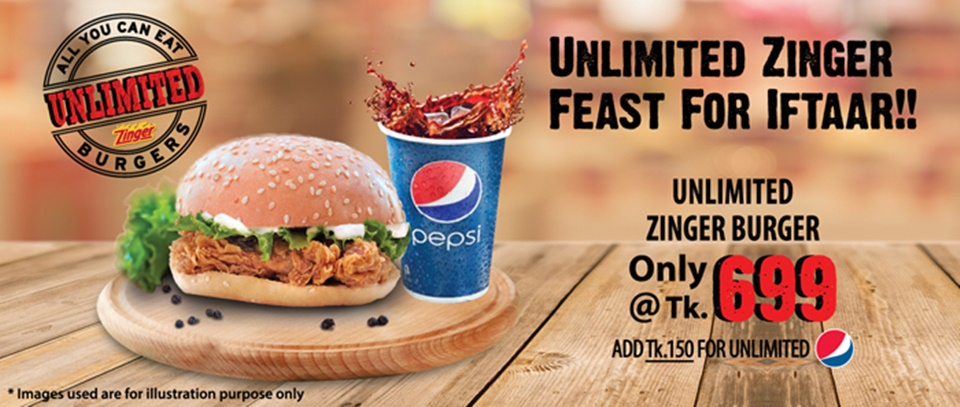 ALL YOU CAN EAT
UNLIMITED
Zinger
BURGERS
pepsi
UNLIMITED ZINGER
FEAST FOR IFTAAR!!
UNLIMITED
ZINGER BURGER
Only
@ Tk. 699
ADD Tk.150 FOR UNLIMITED
* Images used are for illustration purpose only